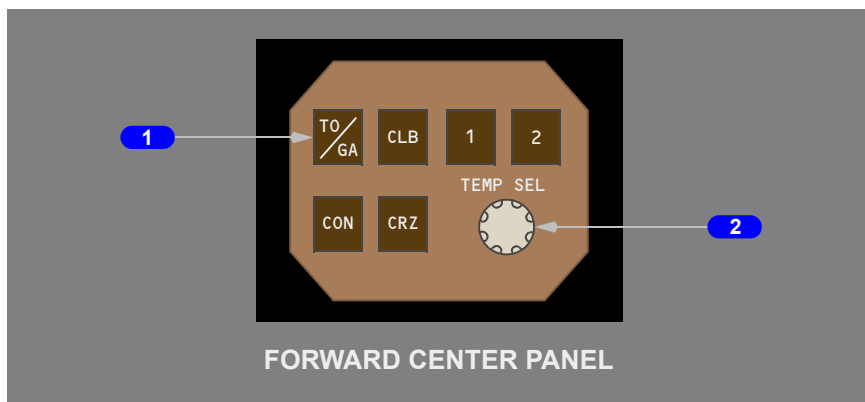 1
TO/GA
CLB
1
2
TEMP SEL
CON
CRZ
2
FORWARD CENTER PANEL